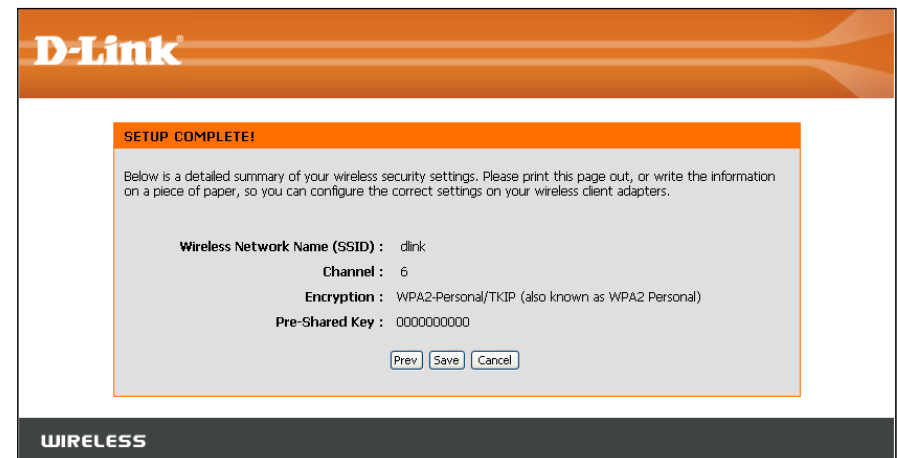 D-Link®
SETUP COMPLETE!
Below is a detailed summary of your wireless security settings. Please print this page out, or write the information
on a piece of paper, so you can configure the correct settings on your wireless client adapters.
Wireless Network Name (SSID) : dlink
Channel : 6
Encryption : WPA2-Personal/TKIP (also known as WPA2 Personal)
Pre-Shared Key : 0000000000
Prev Save Cancel
WIRELESS